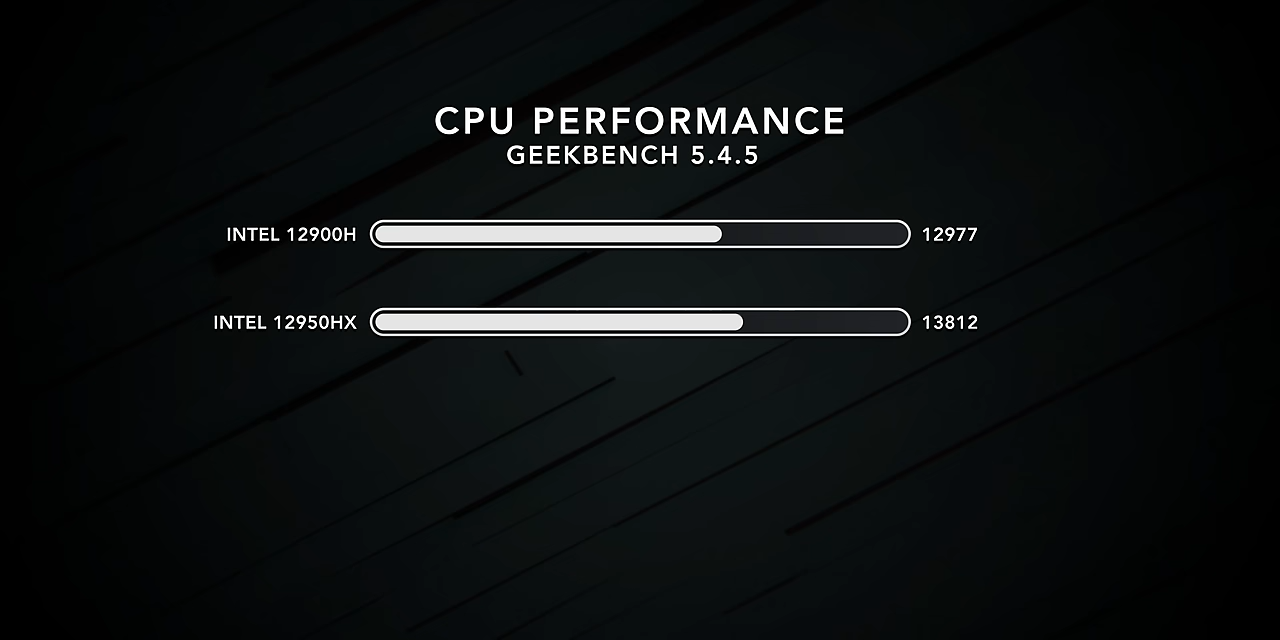 CPU PERFORMANCE
GEEKBENCH 5.4.5
INTEL 12900H 12977
INTEL 12950HX 13812